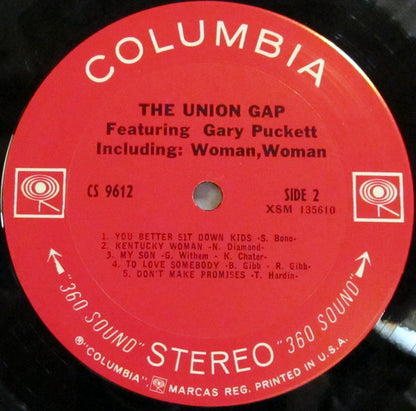 COLUMBIA
THE UNION GAP
Featuring Gary Puckett
Including: Woman,Woman
CS 9612
SIDE 2
XSM 135610
1. YOU BETTER SIT DOWN KIDS -S. Bono-
2. KENTUCKY WOMAN -N. Diamond-
3. MY SON -G. Withem - K. Chater-
4. TO LOVE SOMEBODY -B. Gibb - R. Gibb-
5. DON'T MAKE PROMISES -T. Hardin-
"360 SOUND" STEREO "360 SOUND"
®"COLUMBIA", MARCAS REG. PRINTED IN U.S.A.